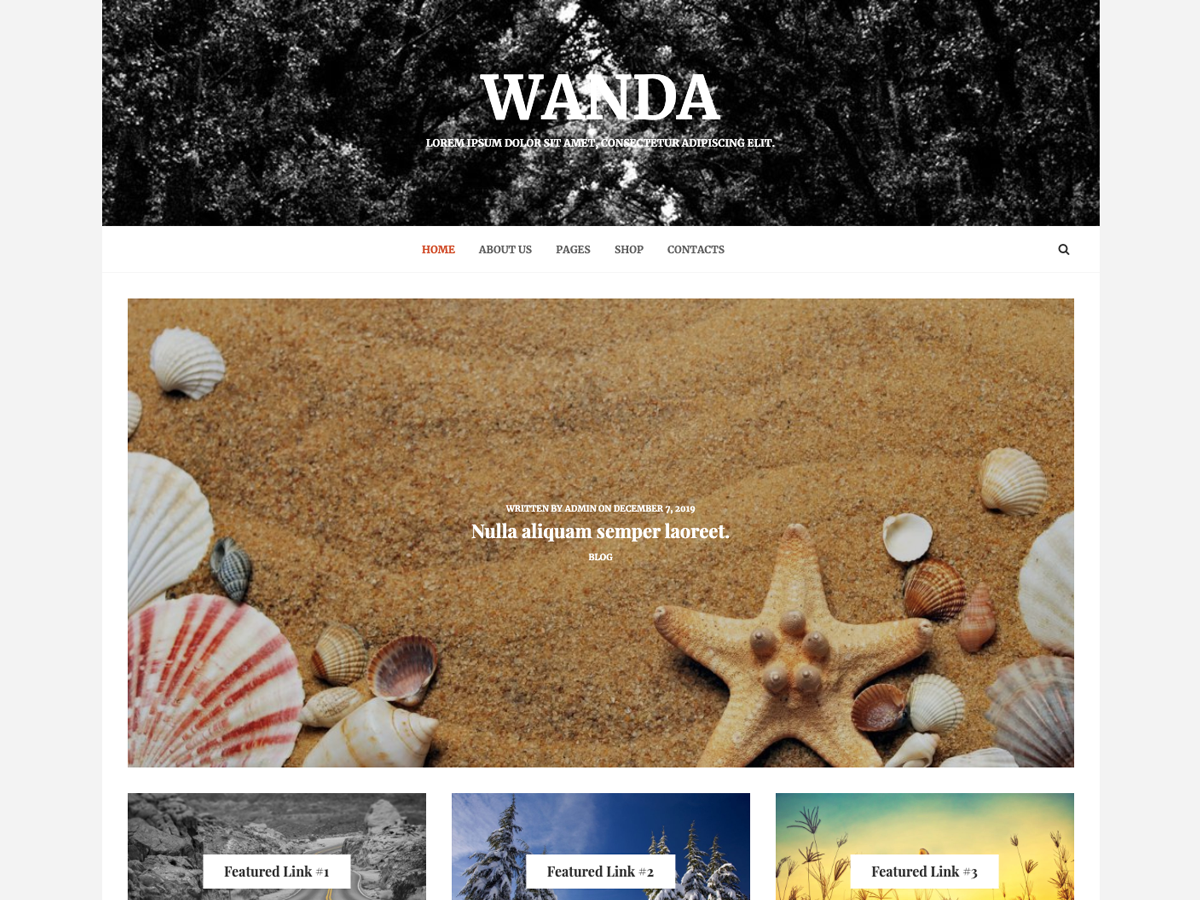 WANDA
LOREM IPSUM DOLOR SIT AMET, CONSECTETUR ADIPISCING ELIT.
HOME ABOUT US PAGES SHOP CONTACTS
WRITTEN BY ADMIN ON DECEMBER 7, 2019
Nulla aliquam semper laoreet.
BLOG
Featured Link #1 Featured Link #2 Featured Link #3